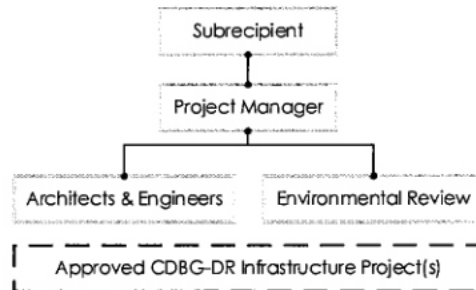 Subrecipient
Project Manager
Architects & Engineers
Environmental Review
Approved CDBG-DR Infrastructure Project(s)